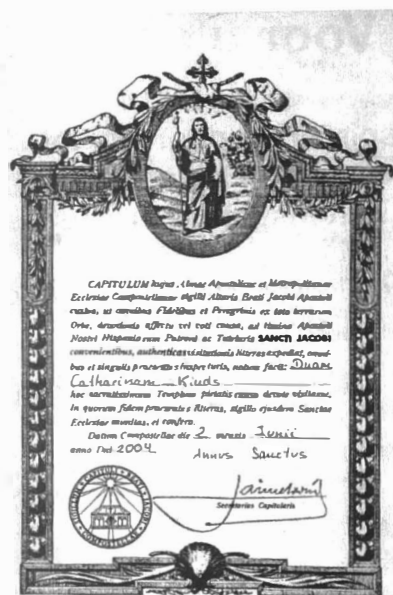 Voor
CAPITULUM hujus Almae Apostolicae et Metropolitanae
Ecclesiae Compostellanae sigilli Altaris Beati Jacobi Apostoli
custos, ut omnibus Fidelibus et Peregrinis ex toto terrarum
Orbe, devotionis affectu vel voti causa, ad limina Apostoli
Nostri Hispaniarum Patroni ac Tutelaris SANCTI JACOBI
convenientibus, authenticas visitationis litteras expediat, omni-
bus et singulis praesentes inspecturis, notum facit: Dnam
Catharinam Kiuds
hoc sacratissimum Templum pietatis causa devote visitasse.
In quorum fidem praesentes litteras, sigillo ejusdem Sanctae
Ecclesiae munitas, ei confero.
Datum Compostellae die 2 mensis Junii
anno Dni 2004 Annus Sanctus
Secretarius Capitularis